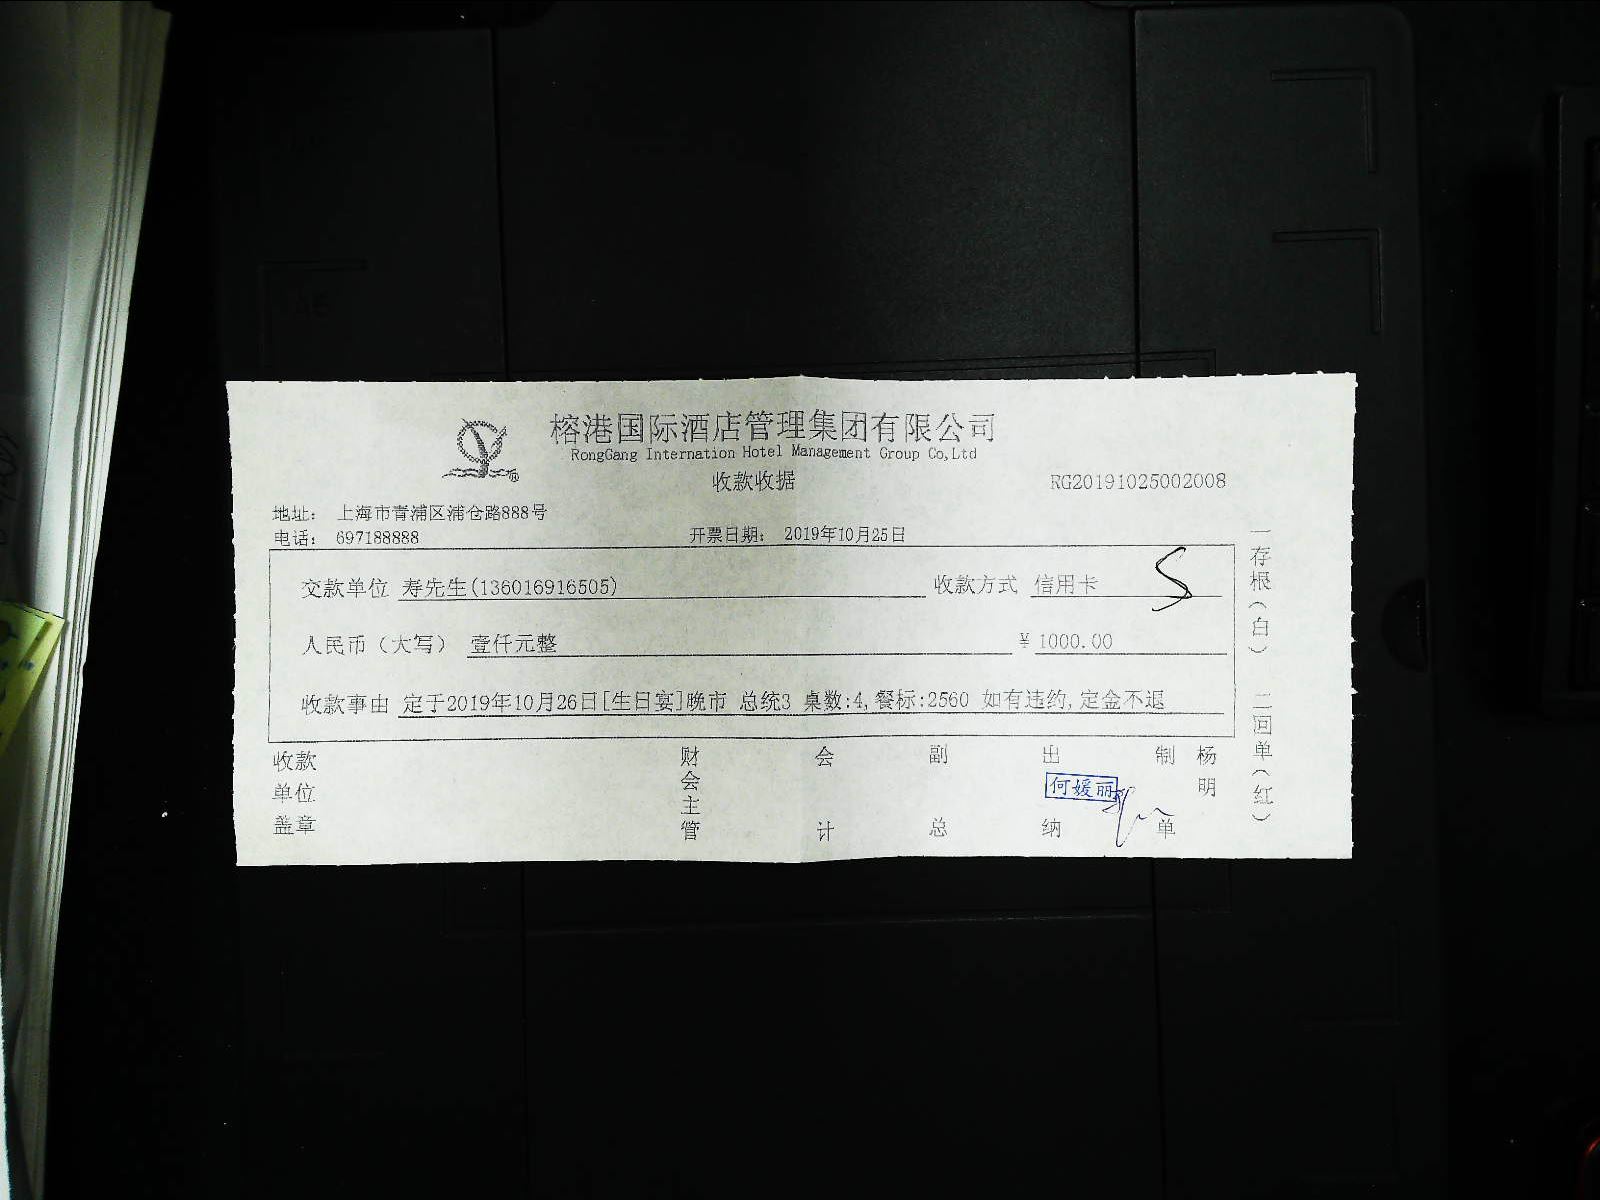 榕港国际酒店管理集团有限公司
RongGang Internation Hotel Management Group Co,Ltd
收款收据
RG20191025002008
地址： 上海市青浦区浦仓路888号
电话： 697188888
开票日期： 2019年10月25日
交款单位 寿先生(136016916505) 收款方式 信用卡
人民币（大写） 壹仟元整 ¥ 1000.00
收款事由 定于2019年10月26日[生日宴]晚市 总统3 桌数:4,餐标:2560 如有违约,定金不退
收款单位盖章
财会主管
会计
副总
出纳
何媛丽
制单
杨明
一存根（白） 二回单（红）